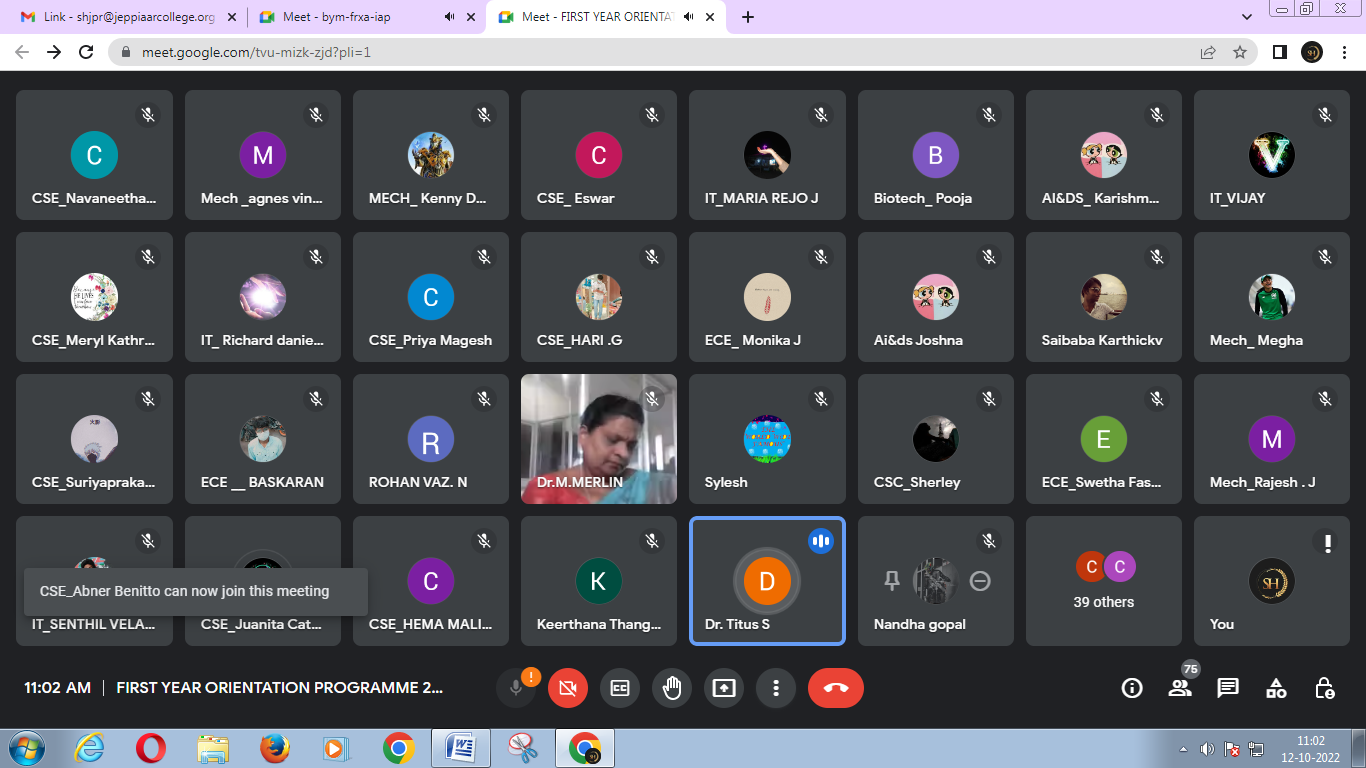 Link - shjpr@jeppiaarcollege.org
Meet - bym-frxa-iap
Meet - FIRST YEAR ORIENTAT
meet.google.com/tvu-mizk-zjd?pli=1
C
M
C
B
V
CSE_Navaneetha...
Mech _agnes vin...
MECH_ Kenny D...
CSE_ Eswar
IT_MARIA REJO J
Biotech_ Pooja
AI&DS_ Karishm...
IT_VIJAY
HE LIVES
C
CSE_Meryl Kathr...
IT_ Richard danie...
CSE_Priya Magesh
CSE_HARI .G
ECE_ Monika J
Ai&ds Joshna
Saibaba Karthickv
Mech_ Megha
R
E
M
CSE_Suriyapraka...
ECE __ BASKARAN
ROHAN VAZ. N
Dr.M.MERLIN
Sylesh
CSC_Sherley
ECE_Swetha Fas...
Mech_Rajesh . J
CSE_Abner Benitto can now join this meeting
C
K
D
C
C
SH
39 others
IT_SENTHIL VELA...
CSE_Juanita Cat...
CSE_HEMA MALI...
Keerthana Thang...
Dr. Titus S
Nandha gopal
You
11:02 AM
FIRST YEAR ORIENTATION PROGRAMME 2...
75
11:02
12-10-2022